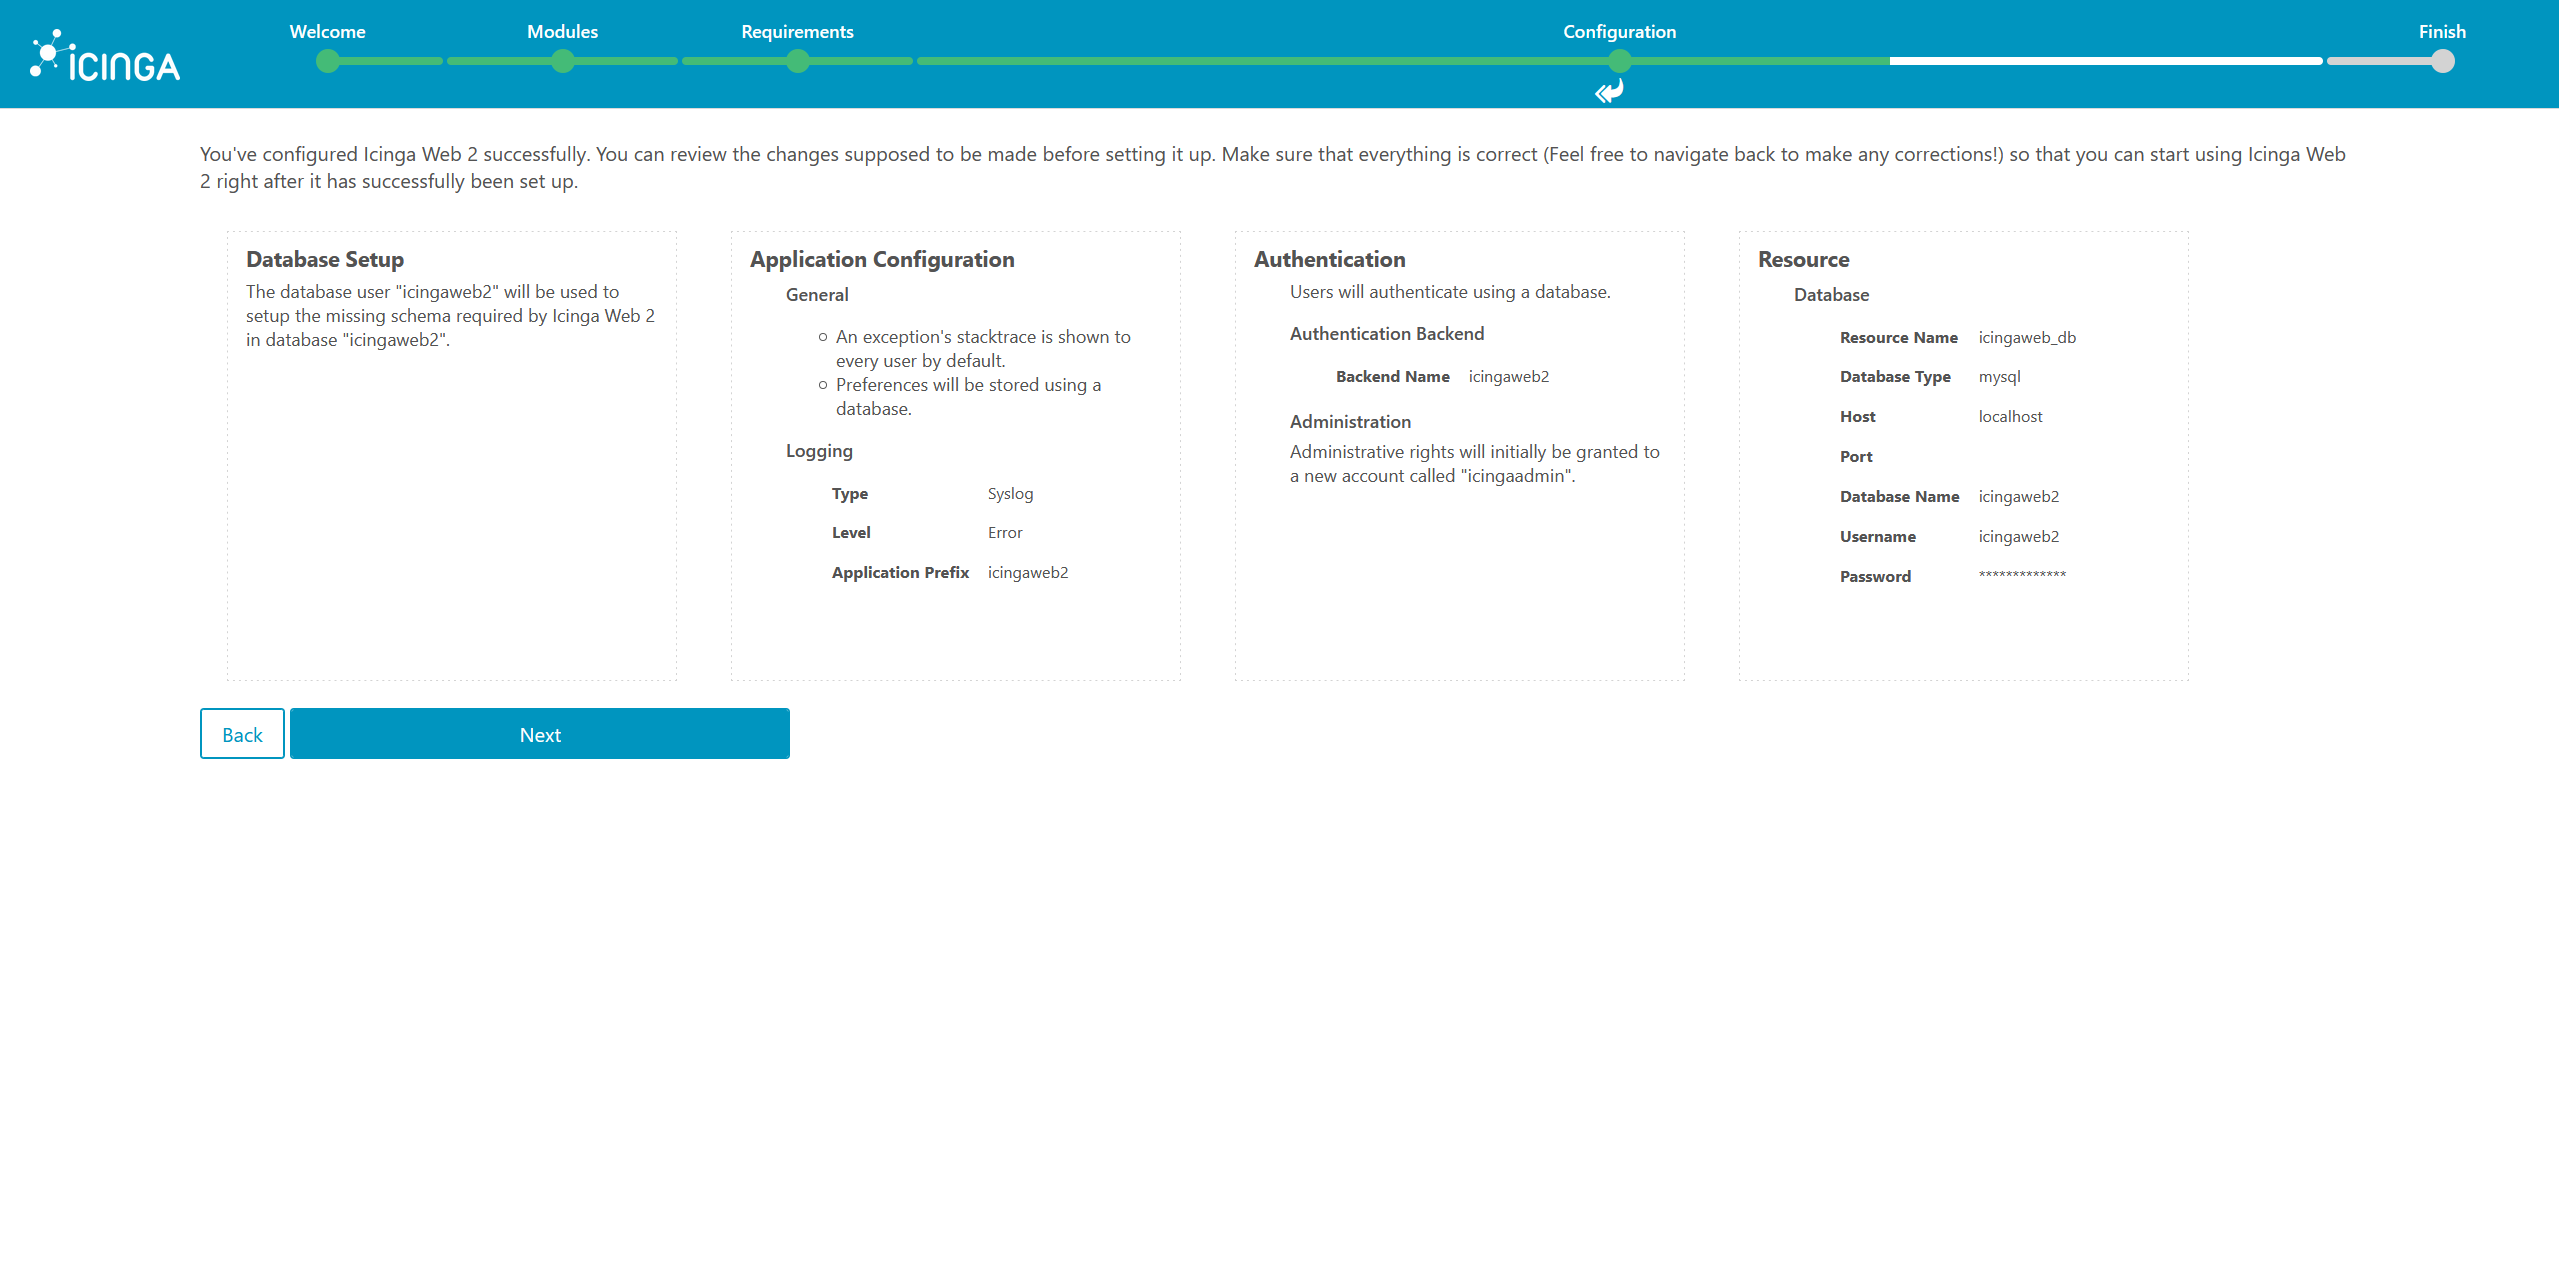 ICINGA
Welcome
Modules
Requirements
Configuration
Finish
You've configured Icinga Web 2 successfully. You can review the changes supposed to be made before setting it up. Make sure that everything is correct (Feel free to navigate back to make any corrections!) so that you can start using Icinga Web
2 right after it has successfully been set up.
Database Setup
The database user "icingaweb2" will be used to
setup the missing schema required by Icinga Web 2
in database "icingaweb2".
Application Configuration
General
An exception's stacktrace is shown to
every user by default.
Preferences will be stored using a
database.
Logging
Type Syslog
Level Error
Application Prefix icingaweb2
Authentication
Users will authenticate using a database.
Authentication Backend
Backend Name icingaweb2
Administration
Administrative rights will initially be granted to
a new account called "icingaadmin".
Resource
Database
Resource Name icingaweb_db
Database Type mysql
Host localhost
Port
Database Name icingaweb2
Username icingaweb2
Password *************
Back
Next